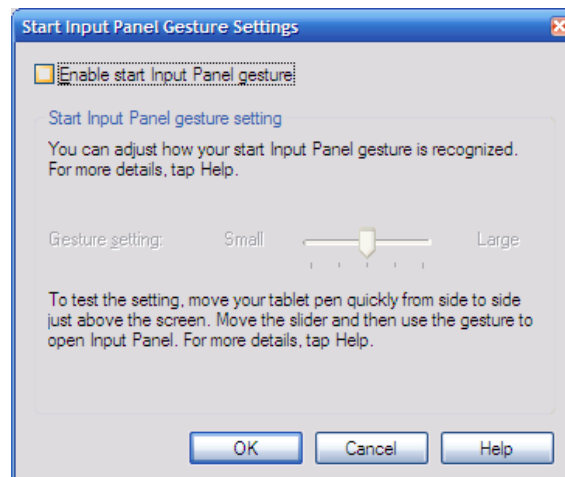 Start Input Panel Gesture Settings
Enable start Input Panel gesture
Start Input Panel gesture setting
You can adjust how your start Input Panel gesture is recognized.
For more details, tap Help.
Gesture setting: Small Large
To test the setting, move your tablet pen quickly from side to side
just above the screen. Move the slider and then use the gesture to
open Input Panel. For more details, tap Help.
OK Cancel Help